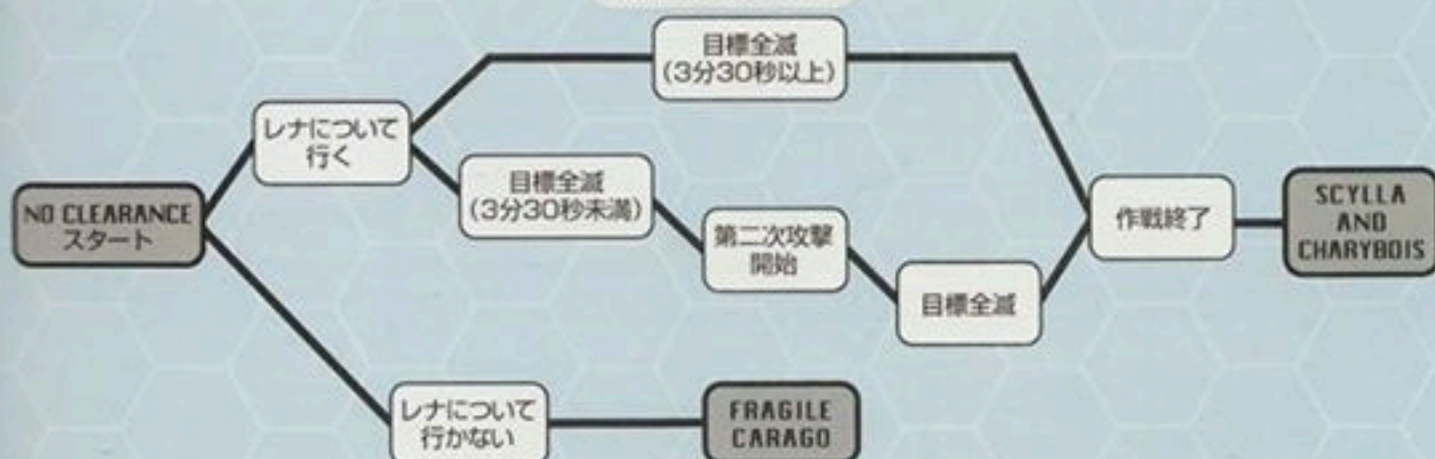 目標全滅
(3分30秒以上)
レナについて
行く
目標全滅
(3分30秒未満)
NO CLEARANCE
スタート
第二次攻撃
開始
目標全滅
作戦終了
SCYLLA
AND
CHARYBDIS
レナについて
行かない
FRAGILE
CARAGO